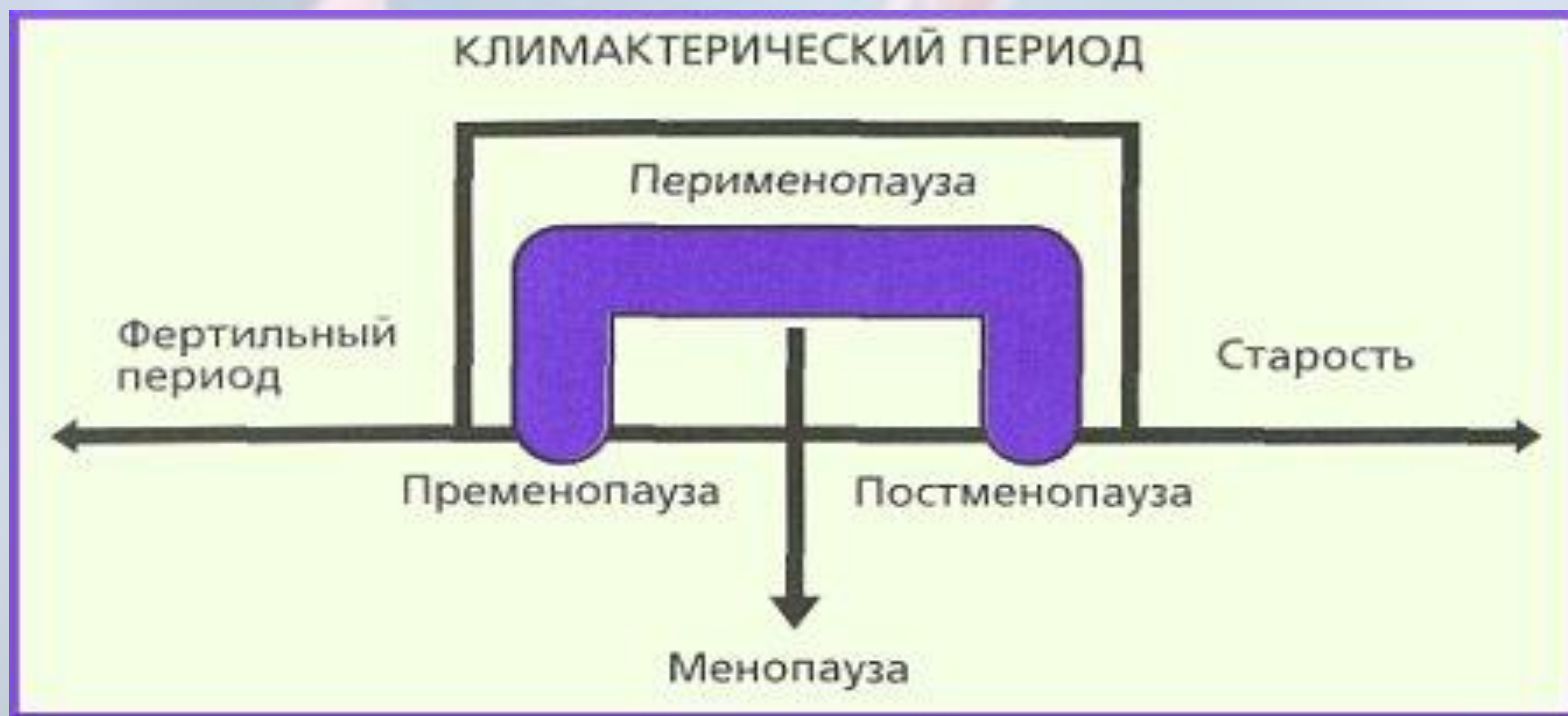 КЛИМАКТЕРИЧЕСКИЙ ПЕРИОД
Перименопауза
Фертильный
период
Старость
Пременопауза
Постменопауза
Менопауза